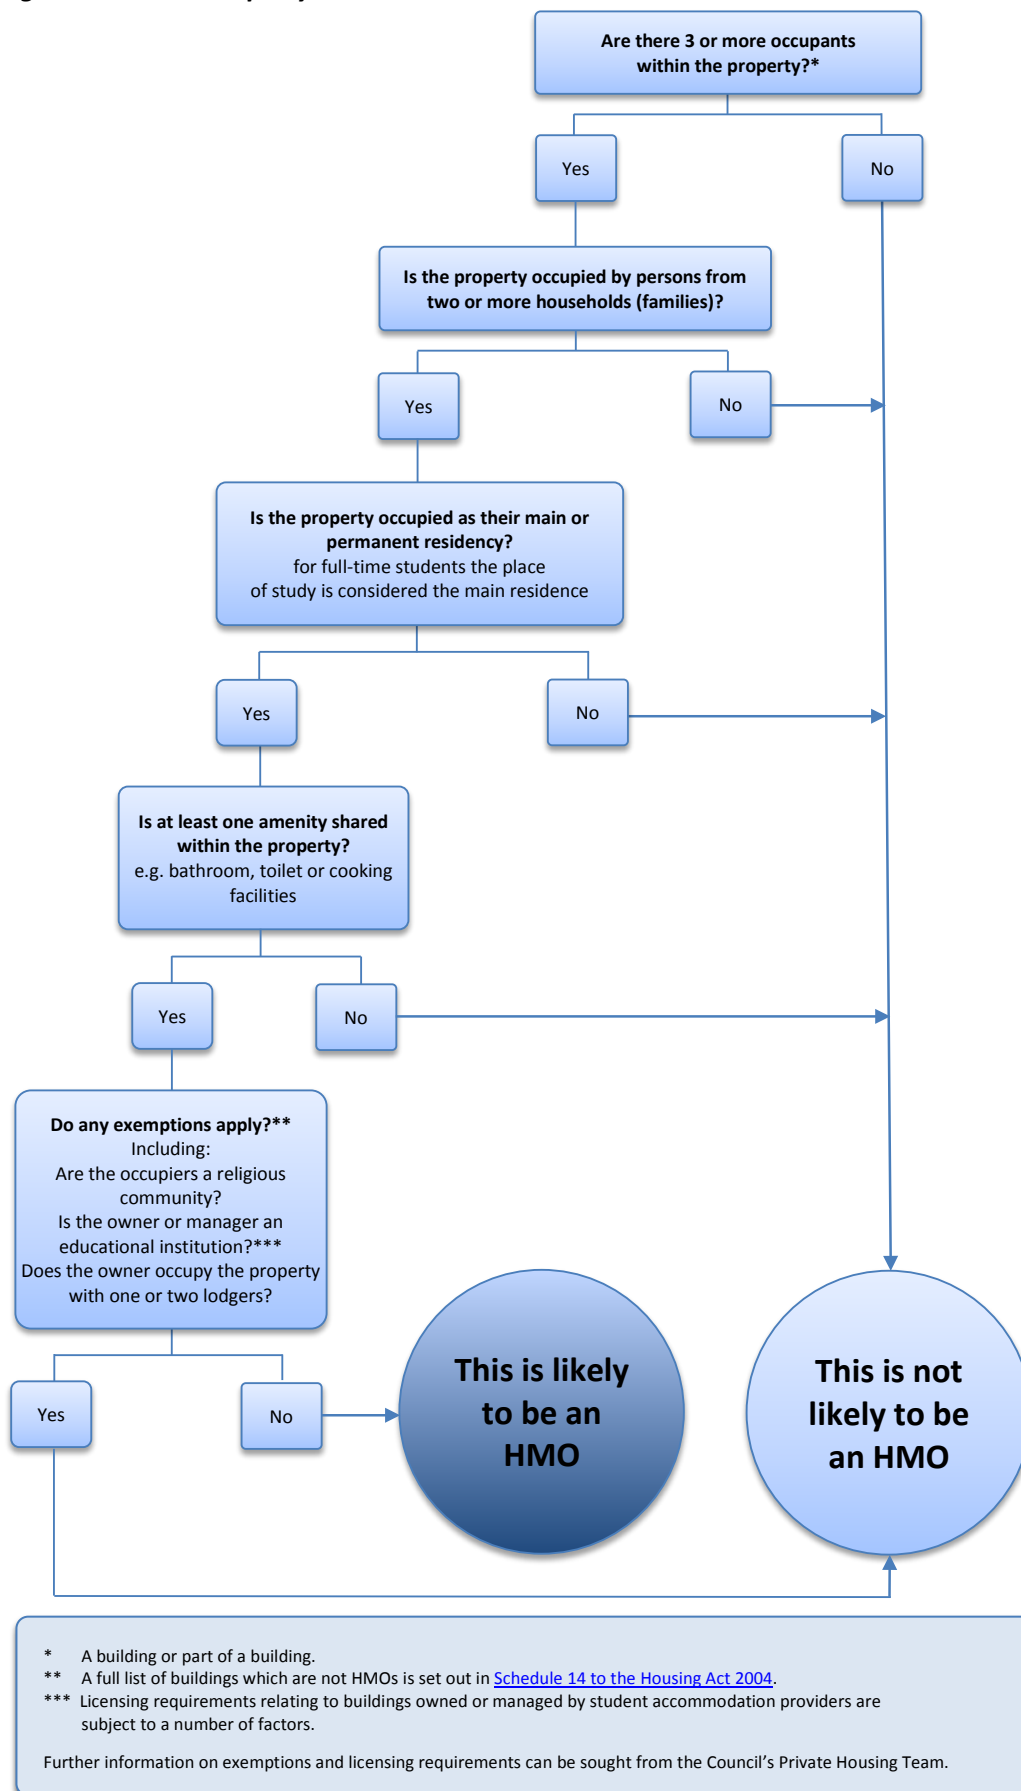 Are there 3 or more occupants
within the property?*
Yes
No
Is the property occupied by persons from
two or more households (families)?
Yes
No
Is the property occupied as their main or
permanent residency?
for full-time students the place
of study is considered the main residence
Yes
No
Is at least one amenity shared
within the property?
e.g. bathroom, toilet or cooking
facilities
Yes
No
Do any exemptions apply?**
Including:
Are the occupiers a religious
community?
Is the owner or manager an
educational institution?***
Does the owner occupy the property
with one or two lodgers?
Yes
No
This is likely
to be an
HMO
This is not
likely to be
an HMO
* A building or part of a building.
** A full list of buildings which are not HMOs is set out in Schedule 14 to the Housing Act 2004.
*** Licensing requirements relating to buildings owned or managed by student accommodation providers are
subject to a number of factors.
Further information on exemptions and licensing requirements can be sought from the Council's Private Housing Team.